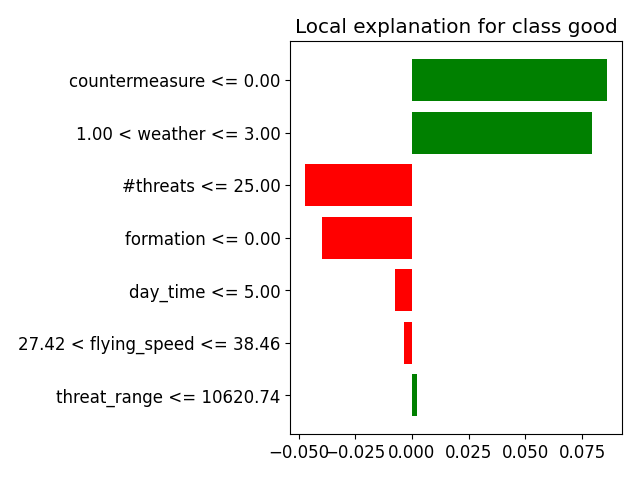 Local explanation for class good
countermeasure <= 0.00
1.00 < weather <= 3.00
#threats <= 25.00
formation <= 0.00
day_time <= 5.00
27.42 < flying_speed <= 38.46
threat_range <= 10620.74
−0.050 −0.025 0.000 0.025 0.050 0.075